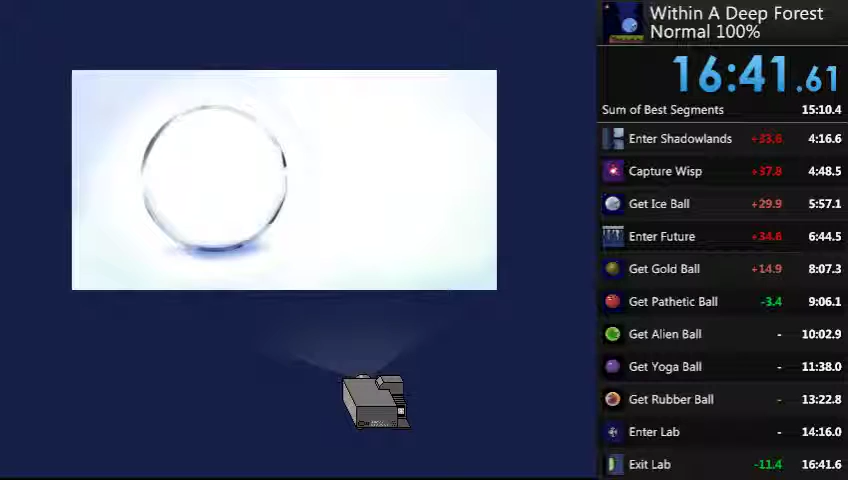 Within A Deep Forest
Normal 100%
16:41.61
Sum of Best Segments 15:10.4
Enter Shadowlands +33.6 4:16.6
Capture Wisp +37.8 4:48.5
Get Ice Ball +29.9 5:57.1
Enter Future +34.6 6:44.5
Get Gold Ball +14.9 8:07.3
Get Pathetic Ball -3.4 9:06.1
Get Alien Ball - 10:02.9
Get Yoga Ball - 11:38.0
Get Rubber Ball - 13:22.8
Enter Lab - 14:16.0
Exit Lab -11.4 16:41.6